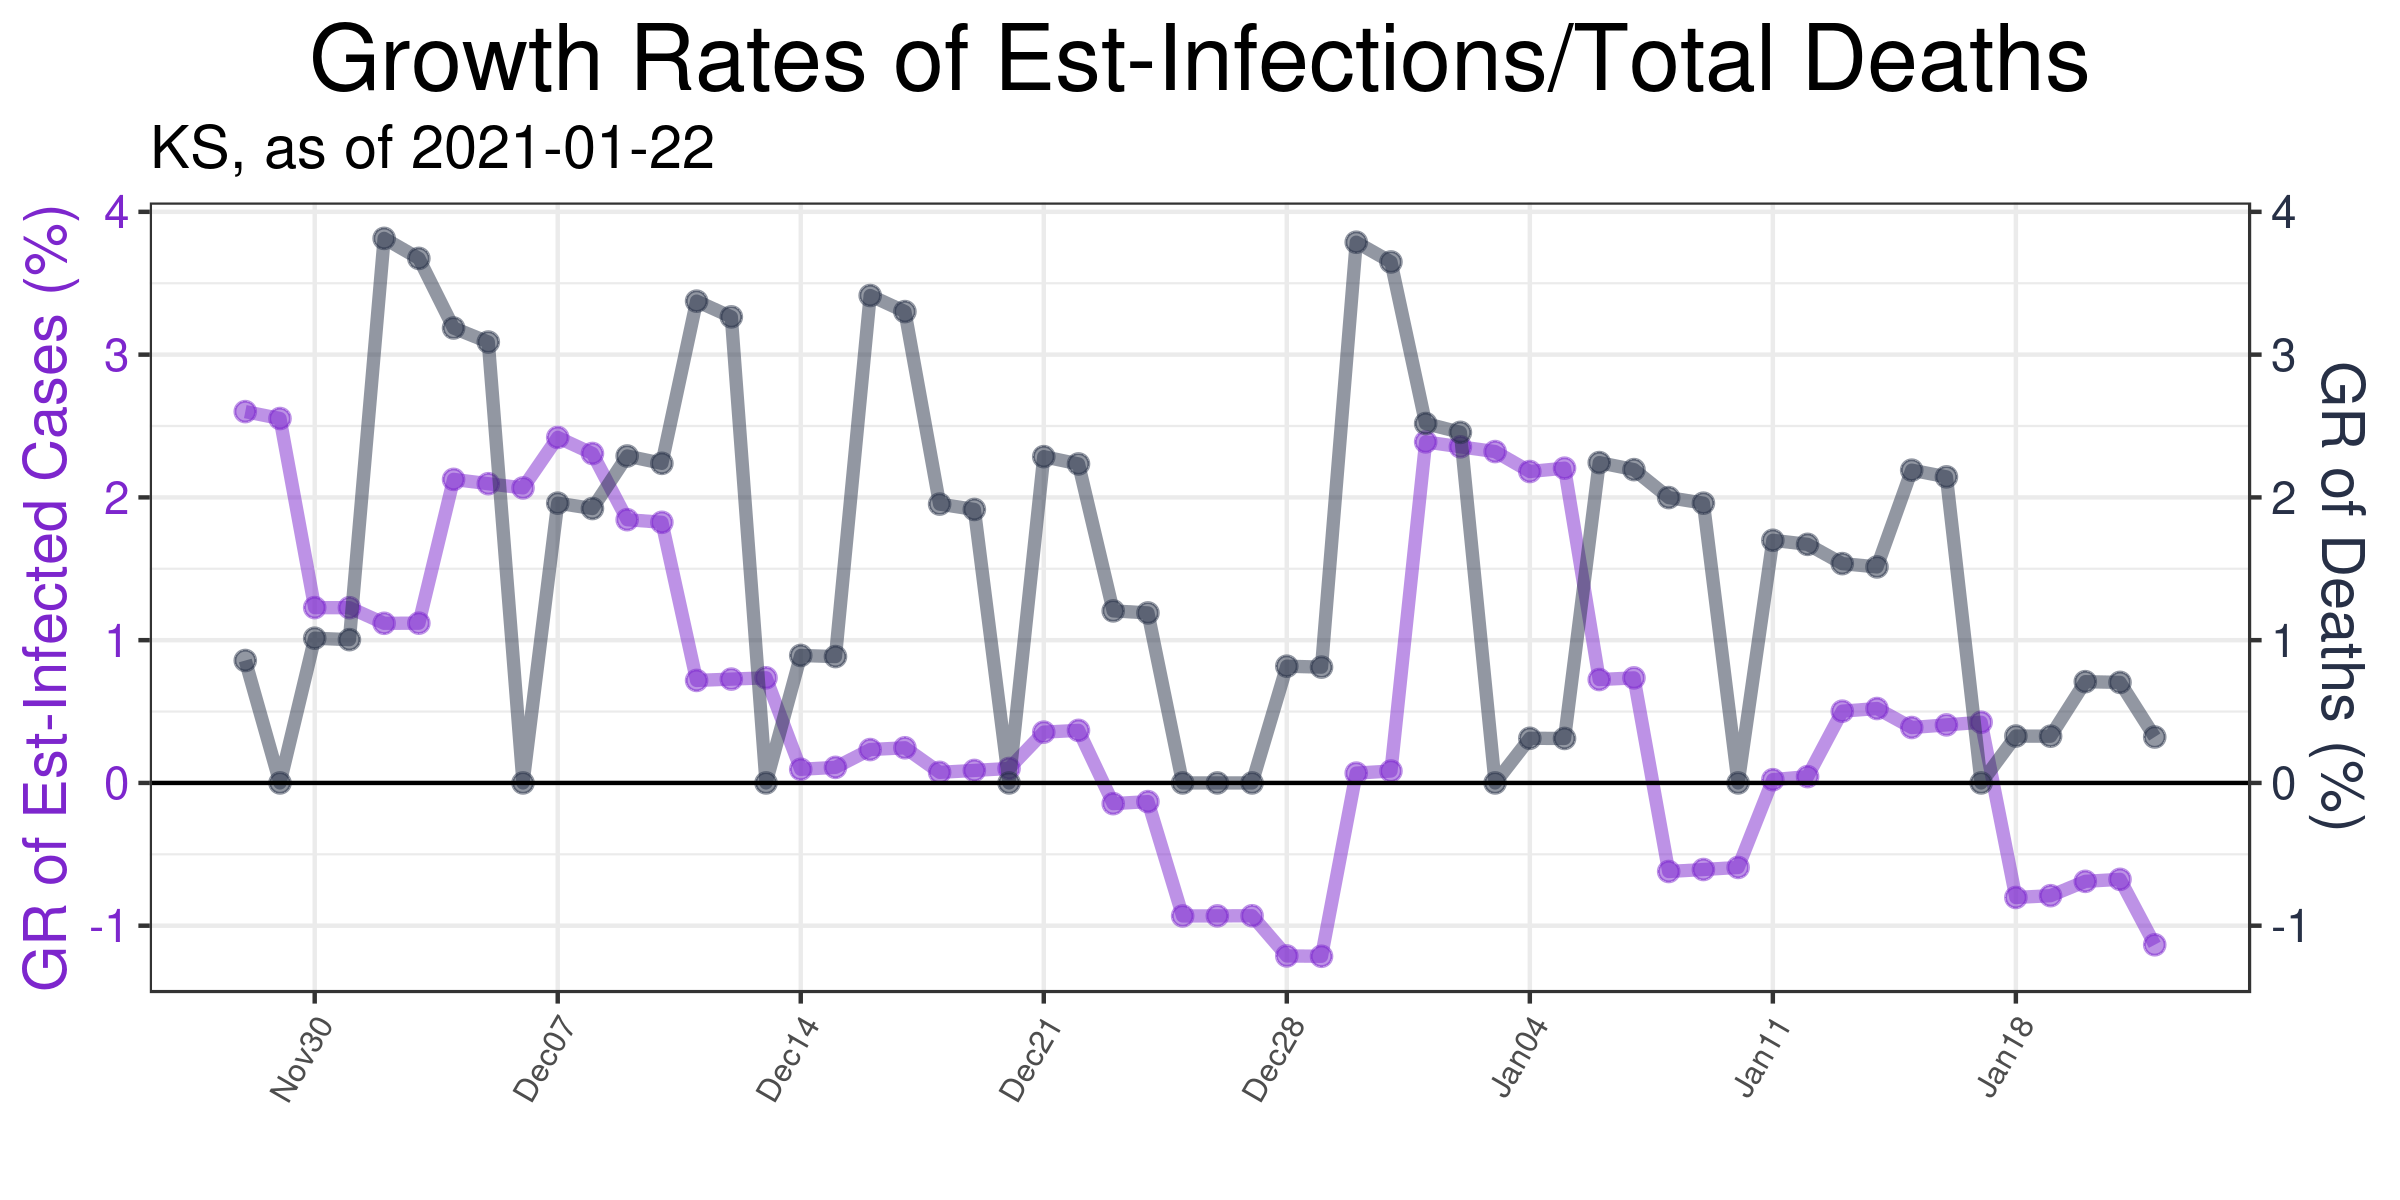 Growth Rates of Est-Infections/Total Deaths
KS, as of 2021-01-22
GR of Est-Infected Cases (%)
4
3
2
1
0
-1
4
3
2
1
0
-1
GR of Deaths (%)
Nov30
Dec07
Dec14
Dec21
Dec28
Jan04
Jan11
Jan18